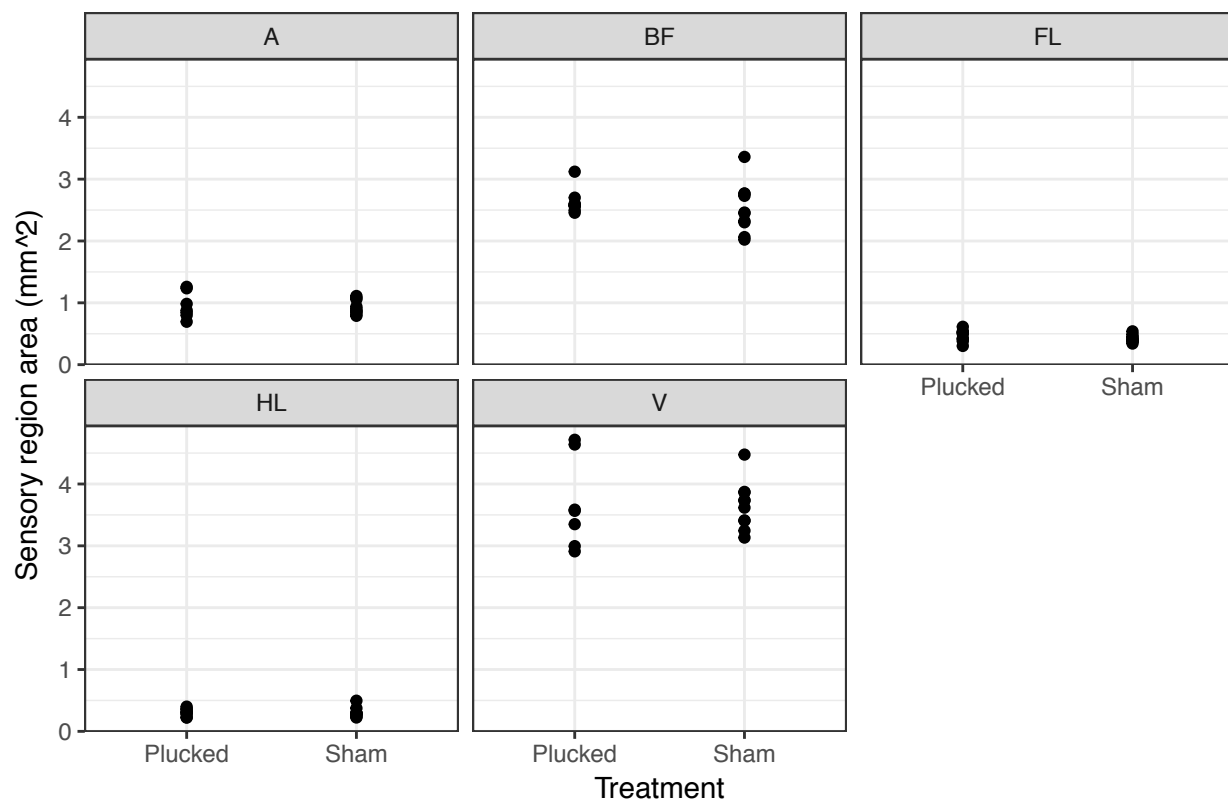 A
BF
FL
4
3
2
1
0
Plucked
Sham
HL
V
4
3
2
1
0
Plucked
Sham
Plucked
Sham
Sensory region area (mm^2)
Treatment